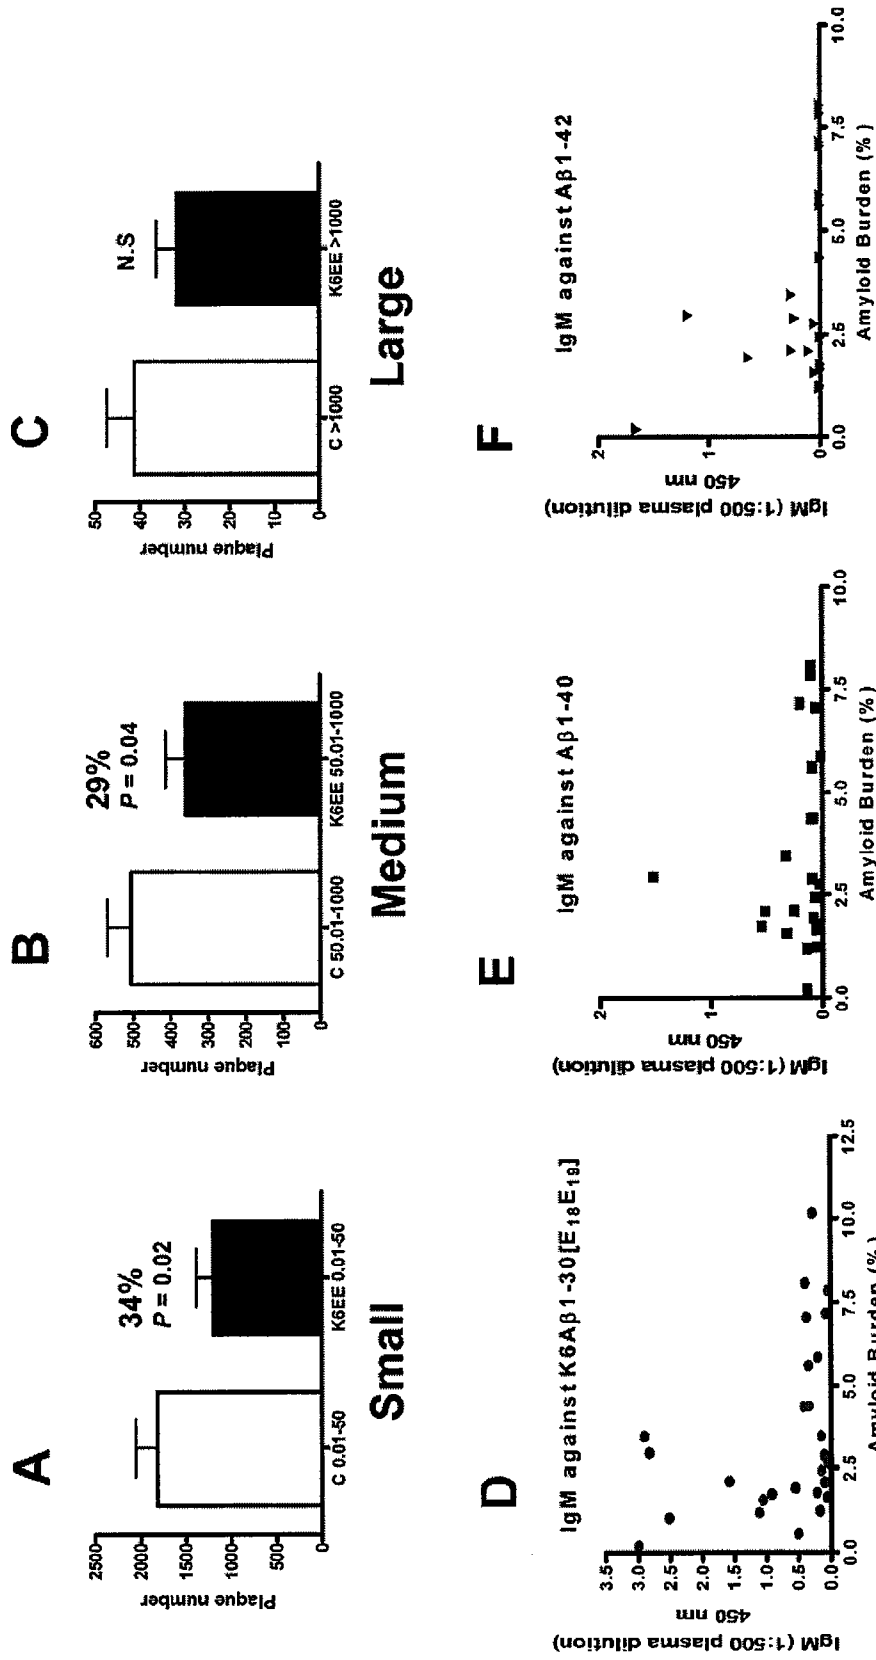 A
2500
2000
1500
1000
500
0
Plaque number
34%
P = 0.02
C 0.01-50
K6EE 0.01-50
Small
B
600
500
400
300
200
100
0
Plaque number
29%
P = 0.04
C 50.01-1000
K6EE 50.01-1000
Medium
C
50
40
30
20
10
0
Plaque number
N.S
C >1000
K6EE >1000
Large
D
IgM against K6Aβ1-30[E18E19]
IgM (1:500 plasma dilution)
450 nm
3.5
3.0
2.5
2.0
1.5
1.0
0.5
0.0
0.0 2.5 5.0 7.5 10.0 12.5
Amyloid Burden (%)
E
IgM against Aβ1-40
IgM (1:500 plasma dilution)
450 nm
2
1
0
0.0 2.5 5.0 7.5 10.0
Amyloid Burden (%)
F
IgM against Aβ1-42
IgM (1:500 plasma dilution)
450 nm
2
1
0
0.0 2.5 5.0 7.5 10.0
Amyloid Burden (%)